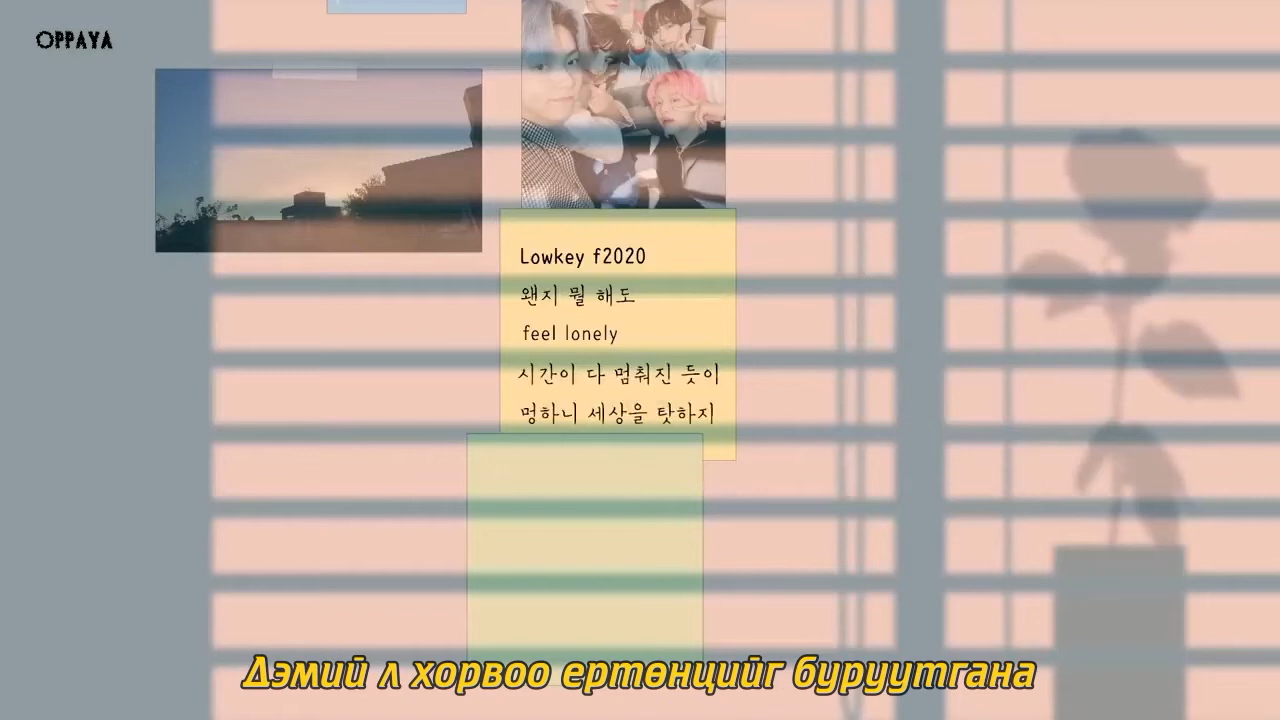 OPPAYA
Lowkey f2020
왠지 뭘 해도
feel lonely
시간이 다 멈춰진 듯이
멍하니 세상을 탓하지
Дэмий л хорвоо ертөнцийг буруутгана